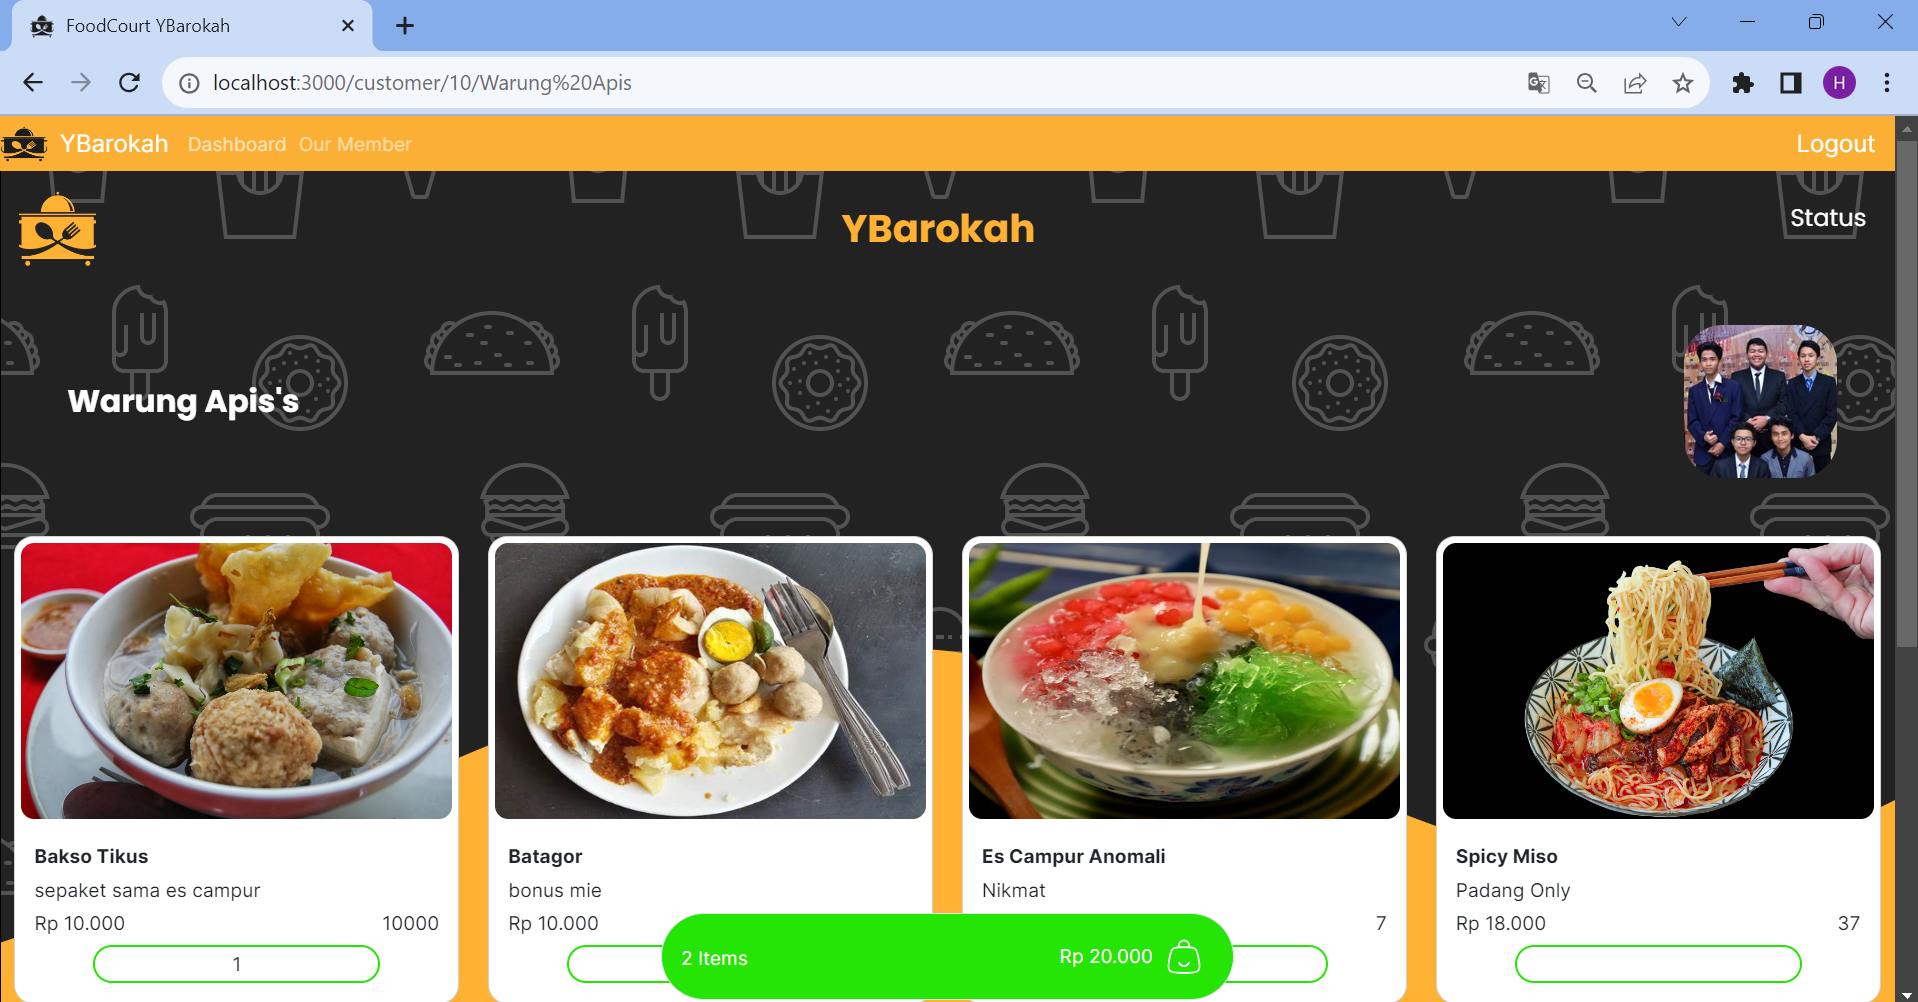 FoodCourt YBarokah
localhost:3000/customer/10/Warung%20Apis
H
YBarokah Dashboard Our Member Logout
YBarokah
Status
Warung Apis's
Bakso Tikus
sepaket sama es campur
Rp 10.000 10000
1
Batagor
bonus mie
Rp 10.000
Es Campur Anomali
Nikmat
7
Spicy Miso
Padang Only
Rp 18.000 37
2 Items Rp 20.000